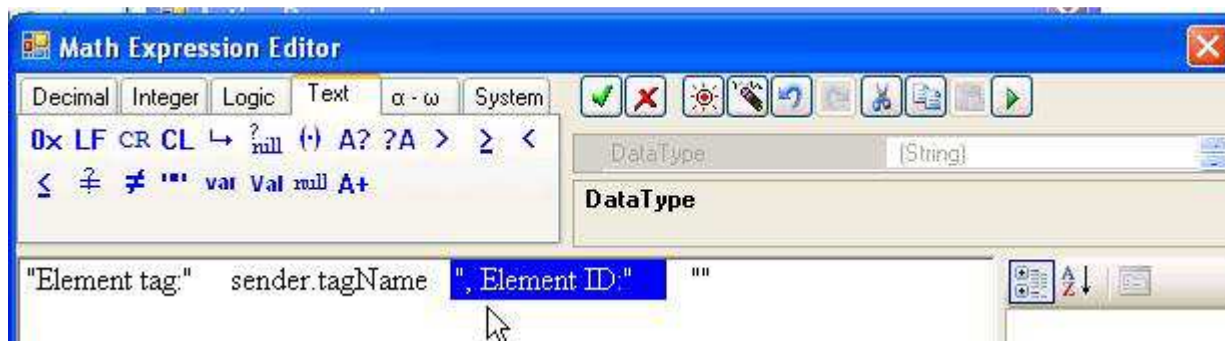 Math Expression Editor
Decimal Integer Logic Text α - ω System
0x LF CR CL ↵ ?null (·) A? ?A > ≥ <
≤ ≠ "" var Val null A+
DataType (String)
DataType
"Element tag:" sender.tagName ", Element ID:" ""